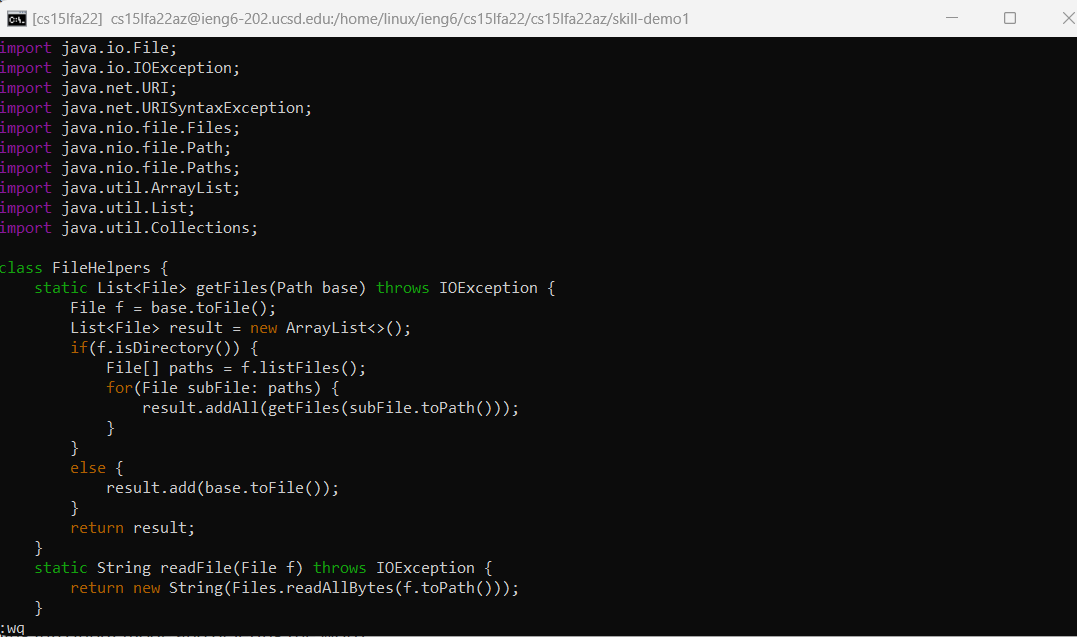 [cs15lfa22] cs15lfa22az@ieng6-202.ucsd.edu:/home/linux/ieng6/cs15lfa22/cs15lfa22az/skill-demo1
import java.io.File;
import java.io.IOException;
import java.net.URI;
import java.net.URISyntaxException;
import java.nio.file.Files;
import java.nio.file.Path;
import java.nio.file.Paths;
import java.util.ArrayList;
import java.util.List;
import java.util.Collections;

class FileHelpers {
    static List<File> getFiles(Path base) throws IOException {
        File f = base.toFile();
        List<File> result = new ArrayList<>();
        if(f.isDirectory()) {
            File[] paths = f.listFiles();
            for(File subFile: paths) {
                result.addAll(getFiles(subFile.toPath()));
            }
        }
        else {
            result.add(base.toFile());
        }
        return result;
    }
    static String readFile(File f) throws IOException {
        return new String(Files.readAllBytes(f.toPath()));
    }
:wq